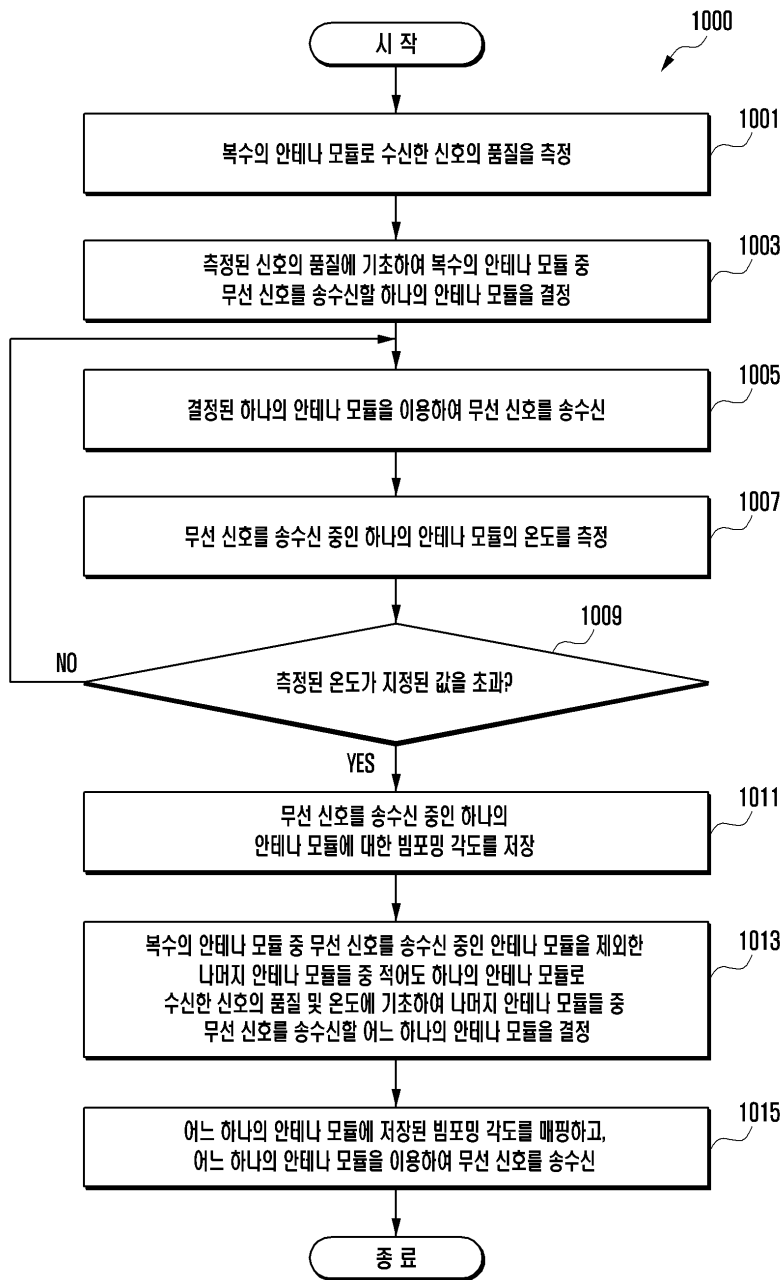 시 작
1000
1001
복수의 안테나 모듈로 수신한 신호의 품질을 측정
1003
측정된 신호의 품질에 기초하여 복수의 안테나 모듈 중
무선 신호를 송수신할 하나의 안테나 모듈을 결정
1005
결정된 하나의 안테나 모듈을 이용하여 무선 신호를 송수신
1007
무선 신호를 송수신 중인 하나의 안테나 모듈의 온도를 측정
1009
NO
측정된 온도가 지정된 값을 초과?
YES
1011
무선 신호를 송수신 중인 하나의
안테나 모듈에 대한 빔포밍 각도를 저장
1013
복수의 안테나 모듈 중 무선 신호를 송수신 중인 안테나 모듈을 제외한
나머지 안테나 모듈들 중 적어도 하나의 안테나 모듈로
수신한 신호의 품질 및 온도에 기초하여 나머지 안테나 모듈들 중
무선 신호를 송수신할 어느 하나의 안테나 모듈을 결정
1015
어느 하나의 안테나 모듈에 저장된 빔포밍 각도를 매핑하고,
어느 하나의 안테나 모듈을 이용하여 무선 신호를 송수신
종 료